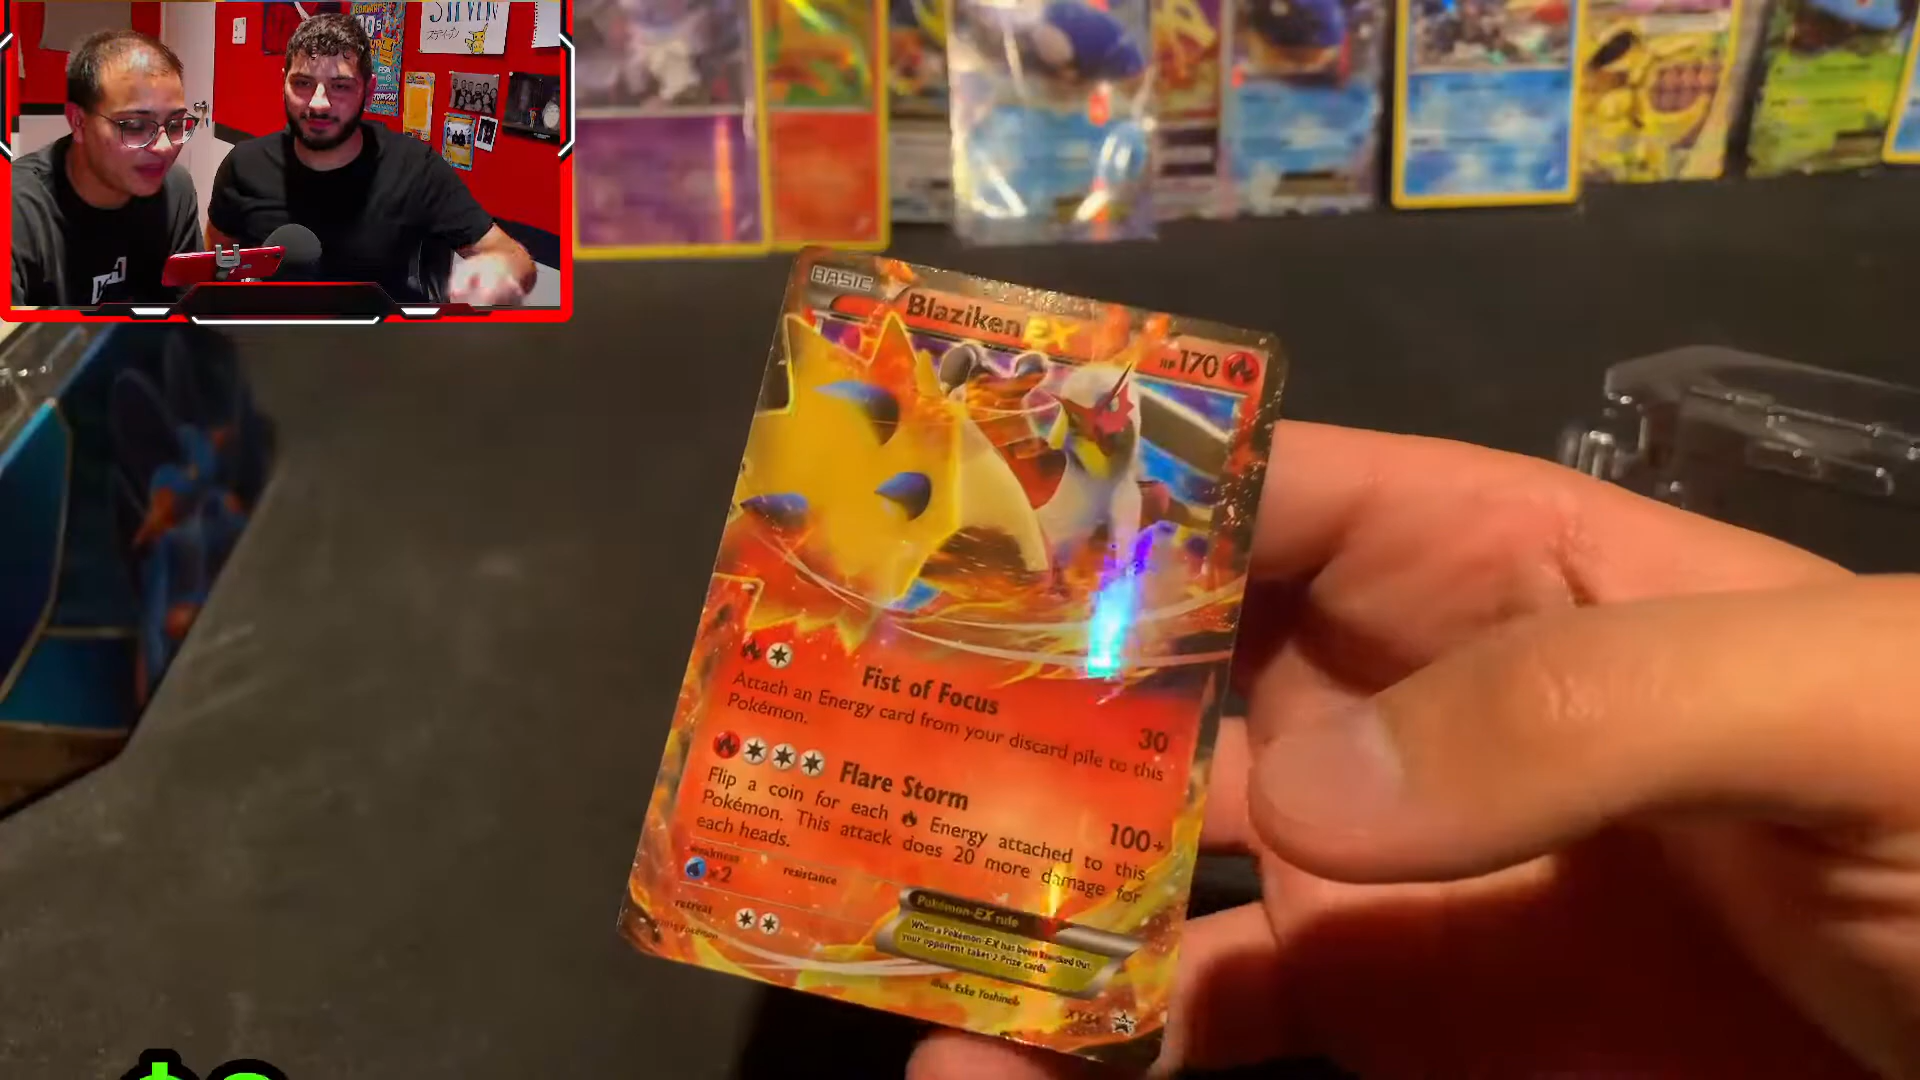 BASIC
Blaziken EX
HP 170
Fist of Focus
30
Attach an Energy card from your discard pile to this
Pokémon.
Flare Storm
100+
Flip a coin for each Energy attached to this
Pokémon. This attack does 20 more damage for
each heads.
weakness
×2
resistance
retreat
Pokémon-EX rule
When a Pokémon-EX has been Knocked Out,
your opponent takes 2 Prize cards.
Illus. Eske Yoshinob
XY54